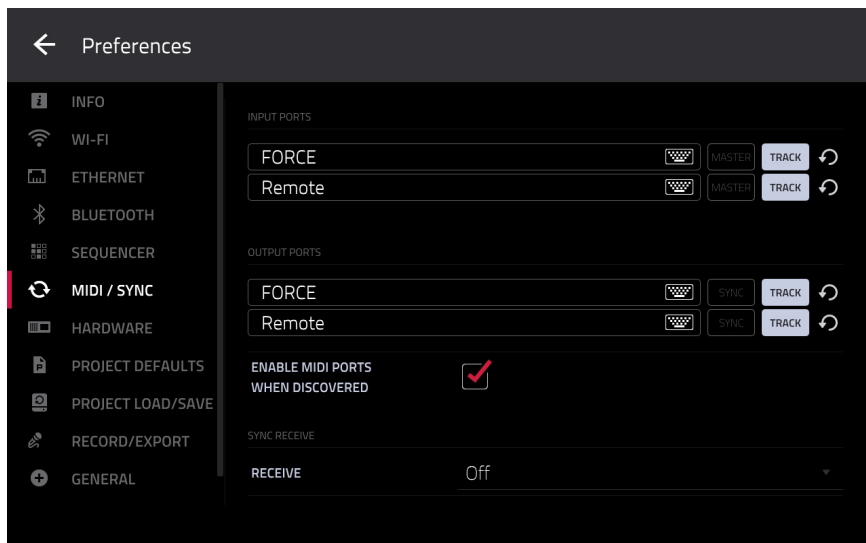 Preferences
INFO
WI-FI
ETHERNET
BLUETOOTH
SEQUENCER
MIDI / SYNC
HARDWARE
PROJECT DEFAULTS
PROJECT LOAD/SAVE
RECORD/EXPORT
GENERAL
INPUT PORTS
FORCE MASTER TRACK
Remote MASTER TRACK
OUTPUT PORTS
FORCE SYNC TRACK
Remote SYNC TRACK
ENABLE MIDI PORTS
WHEN DISCOVERED
SYNC RECEIVE
RECEIVE Off